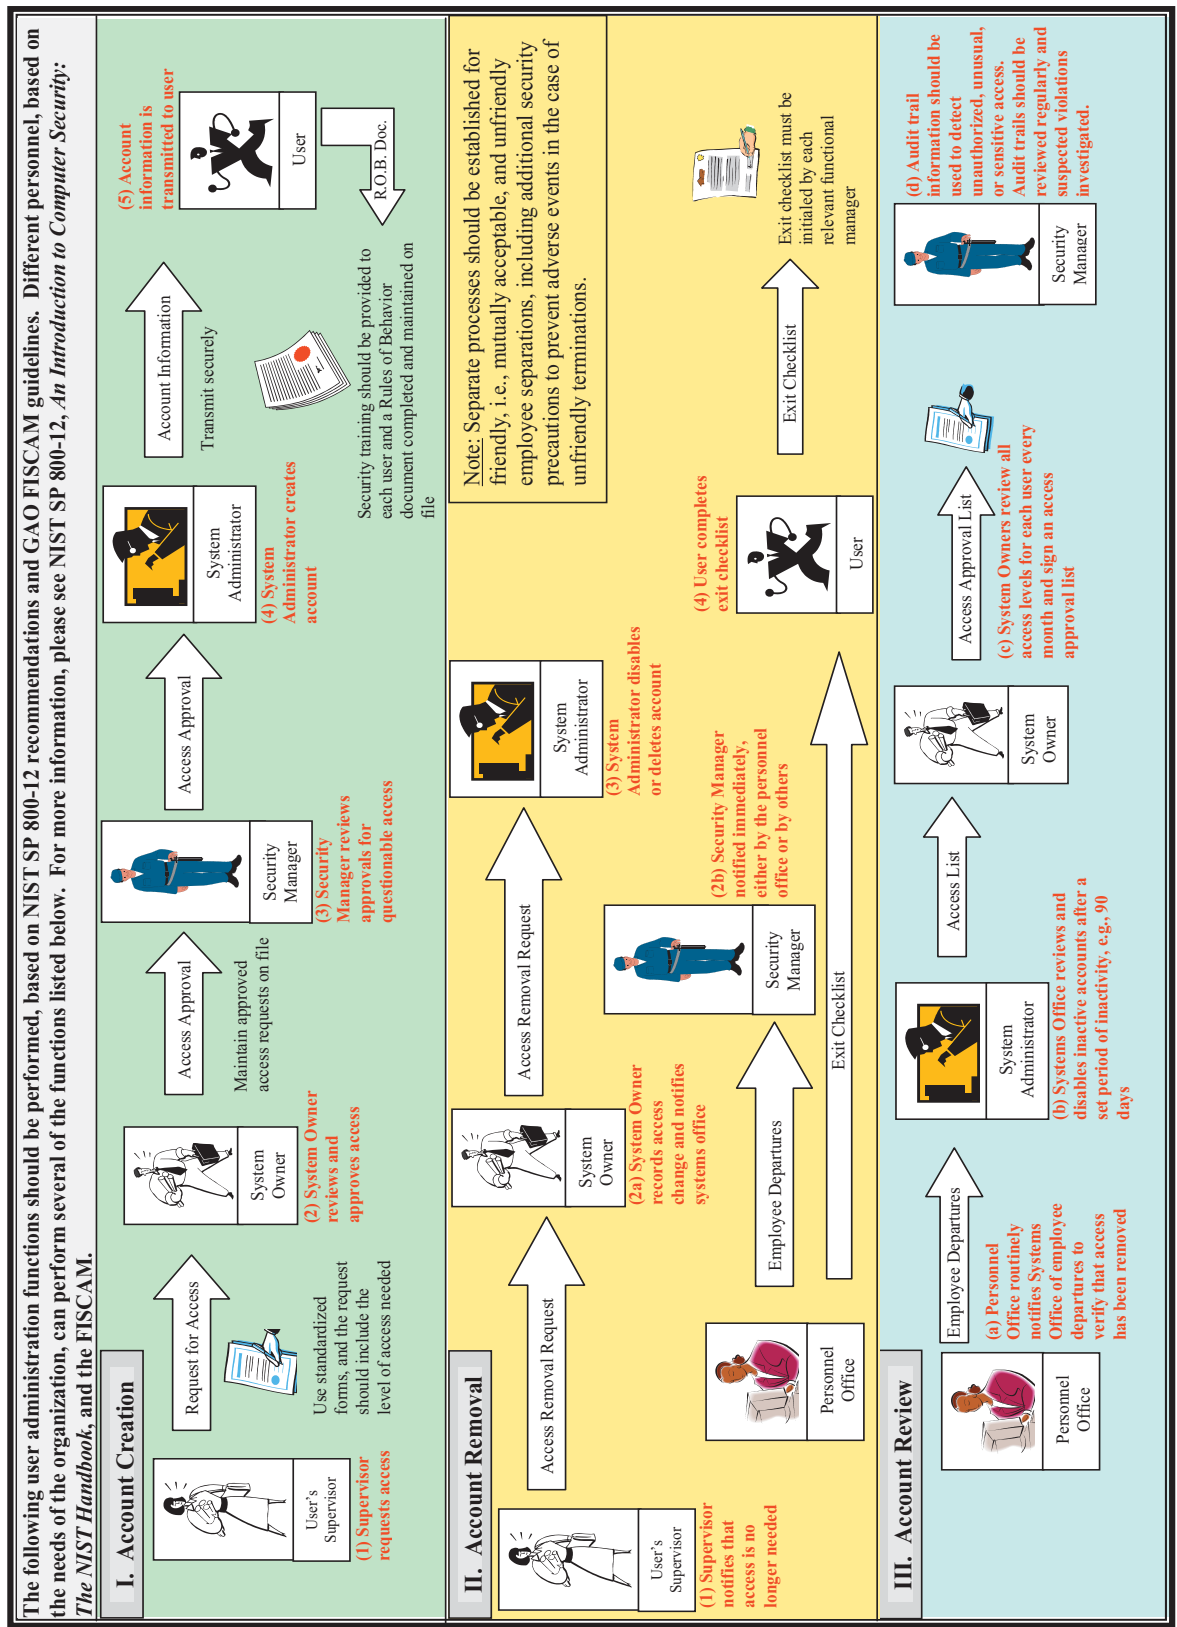 The following user administration functions should be performed, based on NIST SP 800-12 recommendations and GAO FISCAM guidelines. Different personnel, based on
the needs of the organization, can perform several of the functions listed below. For more information, please see NIST SP 800-12, An Introduction to Computer Security:
The NIST Handbook, and the FISCAM.
I. Account Creation
User's
Supervisor
(1) Supervisor
requests access
Request for Access
Use standardized
forms, and the request
should include the
level of access needed
System
Owner
(2) System Owner
reviews and
approves access
Access Approval
Maintain approved
access requests on file
Security
Manager
(3) Security
Manager reviews
approvals for
questionable access
Access Approval
System
Administrator
(4) System
Administrator creates
account
Account Information
Transmit securely
(5) Account
information is
transmitted to user
User
R.O.B. Doc.
Security training should be provided to
each user and a Rules of Behavior
document completed and maintained on
file
II. Account Removal
User's
Supervisor
(1) Supervisor
notifies that
access is no
longer needed
Access Removal Request
System
Owner
(2a) System Owner
records access
change and notifies
systems office
Access Removal Request
System
Administrator
(3) System
Administrator disables
or deletes account
Note: Separate processes should be established for
friendly, i.e., mutually acceptable, and unfriendly
employee separations, including additional security
precautions to prevent adverse events in the case of
unfriendly terminations.
Personnel
Office
Employee Departures
Security
Manager
(2b) Security Manager
notified immediately,
either by the personnel
office or by others
Exit Checklist
(4) User completes
exit checklist
User
Exit Checklist
Exit checklist must be
initialed by each
relevant functional
manager
III. Account Review
Personnel
Office
Employee Departures
(a) Personnel
Office routinely
notifies Systems
Office of employee
departures to
verify that access
has been removed
System
Administrator
(b) Systems Office reviews and
disables inactive accounts after a
set period of inactivity, e.g., 90
days
Access List
System
Owner
Access Approval List
(c) System Owners review all
access levels for each user every
month and sign an access
approval list
Security
Manager
(d) Audit trail
information should be
used to detect
unauthorized, unusual,
or sensitive access.
Audit trails should be
reviewed regularly and
suspected violations
investigated.